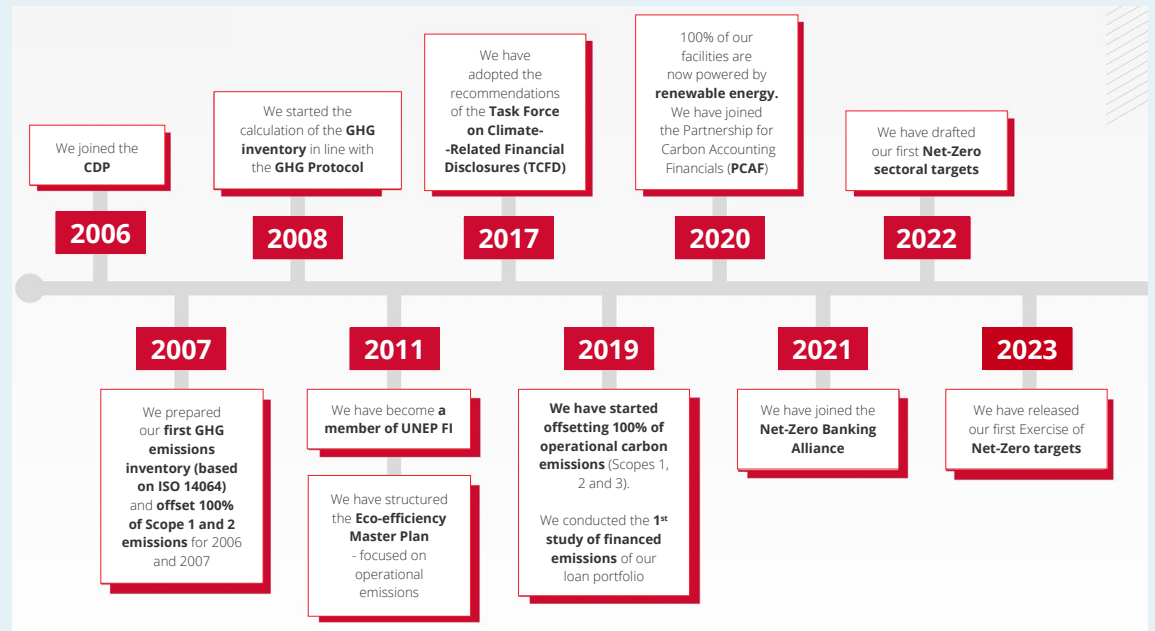 We joined the
CDP
2006
We prepared
our first GHG
emissions
inventory (based
on ISO 14064)
and offset 100%
of Scope 1 and 2
emissions for 2006
and 2007
2007
We started the
calculation of the GHG
inventory in line with
the GHG Protocol
2008
2011
We have become a
member of UNEP FI
We have structured
the Eco-efficiency
Master Plan
- focused on
operational
emissions
We have
adopted the
recommendations
of the Task Force
on Climate-
-Related Financial
Disclosures (TCFD)
2017
2019
We have started
offsetting 100% of
operational carbon
emissions (Scopes 1,
2 and 3).
We conducted the 1st
study of financed
emissions of our
loan portfolio
100% of our
facilities are
now powered by
renewable energy.
We have joined
the Partnership for
Carbon Accounting
Financials (PCAF)
2020
2021
We have joined the
Net-Zero Banking
Alliance
We have drafted
our first Net-Zero
sectoral targets
2022
2023
We have released
our first Exercise of
Net-Zero targets